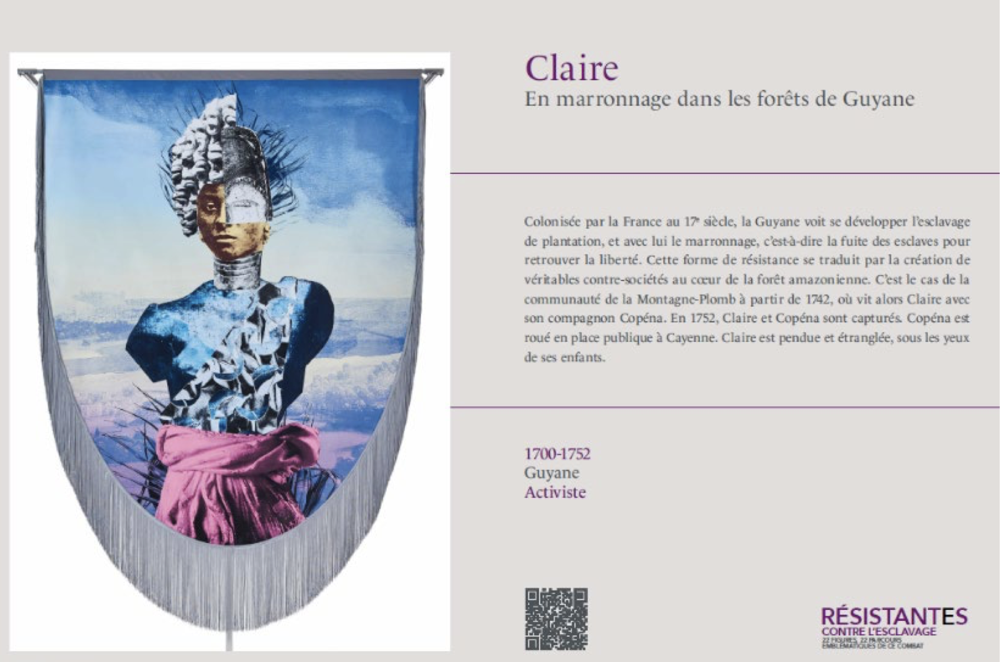 Claire
En marronnage dans les forêts de Guyane
Colonisée par la France au 17e siècle, la Guyane voit se développer l’esclavage
de plantation, et avec lui le marronnage, c’est-à-dire la fuite des esclaves pour
retrouver la liberté. Cette forme de résistance se traduit par la création de
véritables contre-sociétés au cœur de la forêt amazonienne. C’est le cas de la
communauté de la Montagne-Plomb à partir de 1742, où vit alors Claire avec
son compagnon Copéna. En 1752, Claire et Copéna sont capturés. Copéna est
roué en place publique à Cayenne. Claire est pendue et étranglée, sous les yeux
de ses enfants.
1700-1752
Guyane
Activiste
RÉSISTANTES
CONTRE L’ESCLAVAGE
22 FIGURES, 22 PARCOURS
EMBLÉMATIQUES DE CE COMBAT